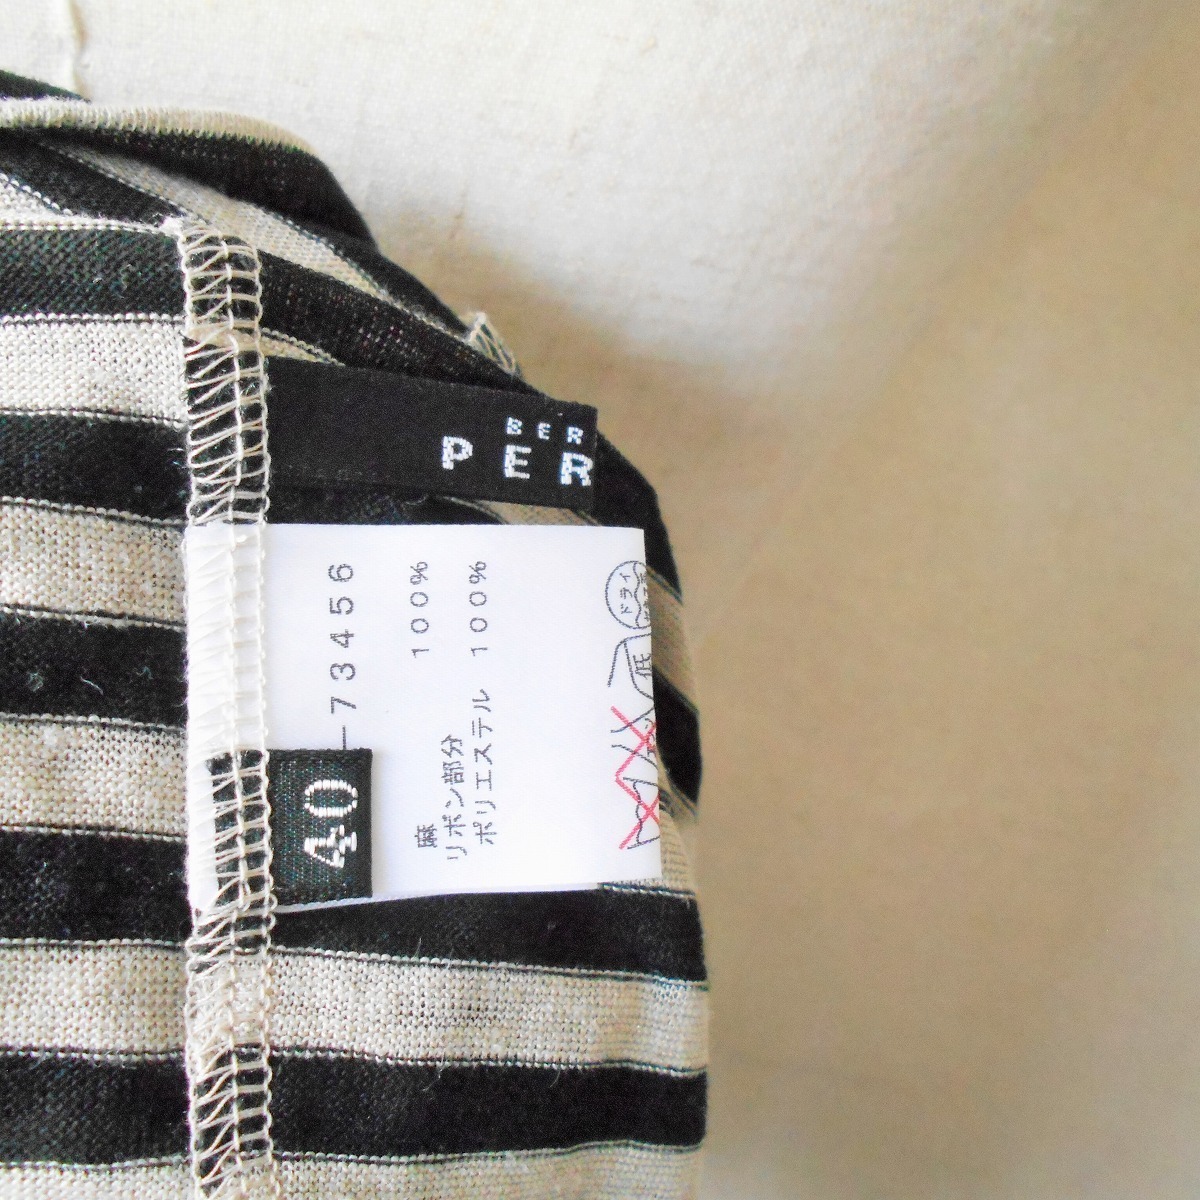 BER
PER
-73456
麻 100%
リボン部分
ポリエステル 100%
40
ドライ
低